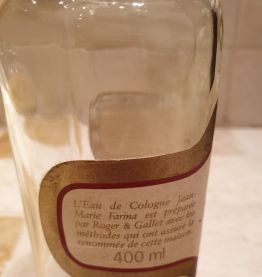 L'Eau de Cologne Jean-
Marie Farina est préparée
par Roger & Gallet avec les
méthodes qui ont assuré la
renommée de cette maison.
400 ml